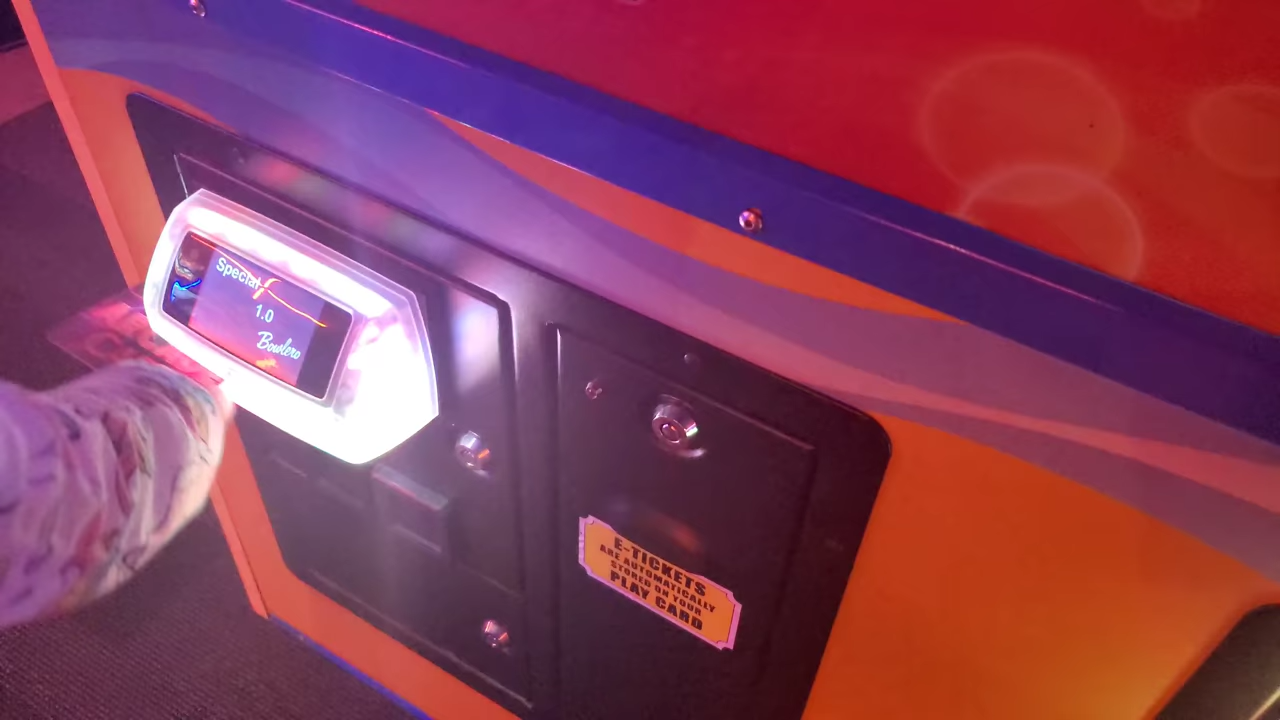 Special
1.0
Bowlero
E-TICKETS
ARE AUTOMATICALLY
STORED ON YOUR
PLAY CARD